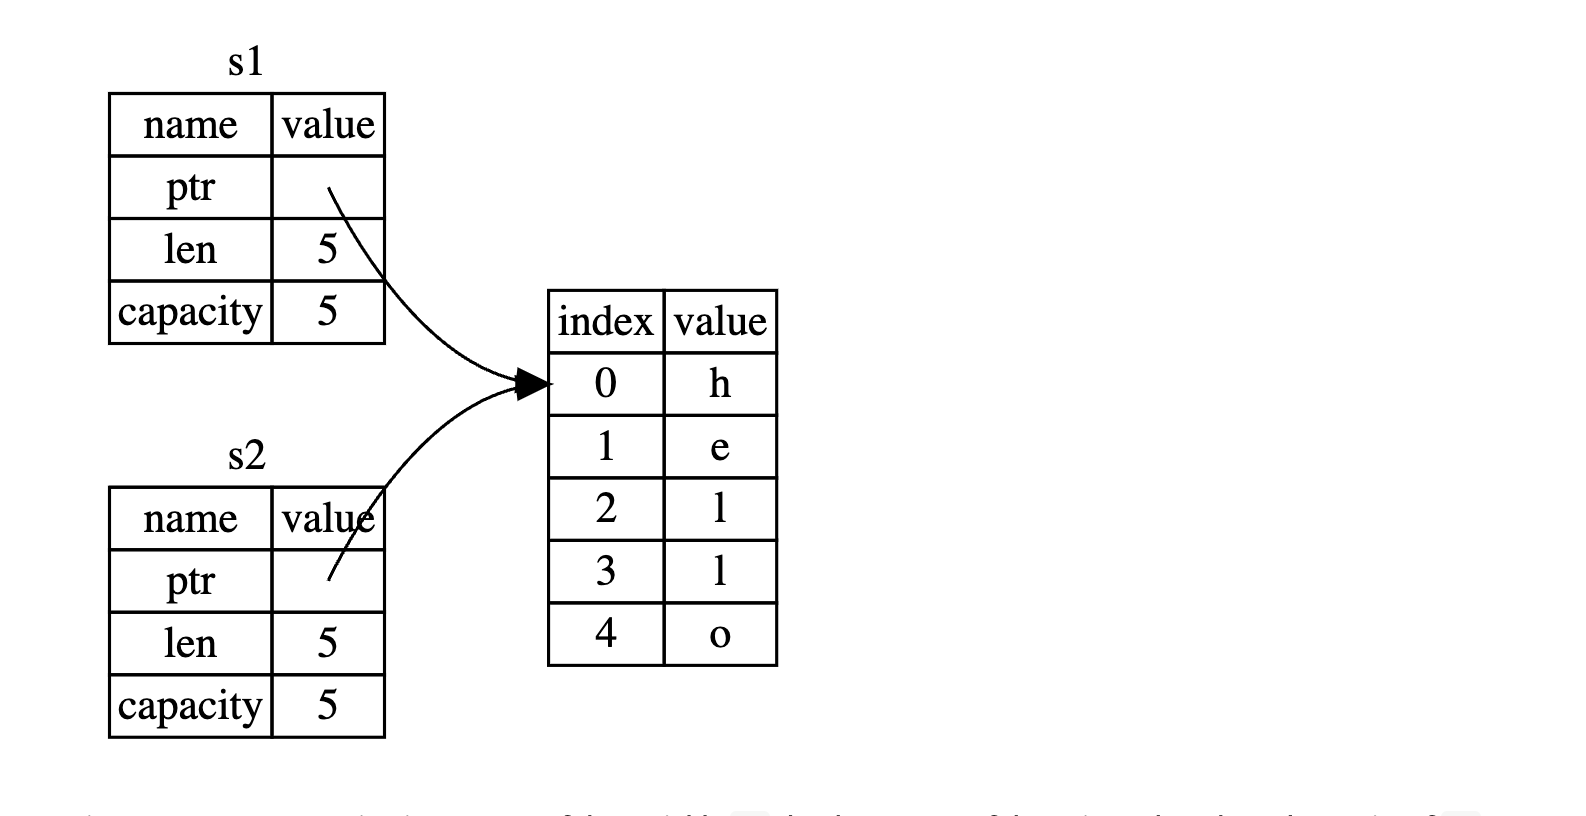 s1
name value
ptr
len 5
capacity 5
s2
name value
ptr
len 5
capacity 5
index value
0 h
1 e
2 l
3 l
4 o